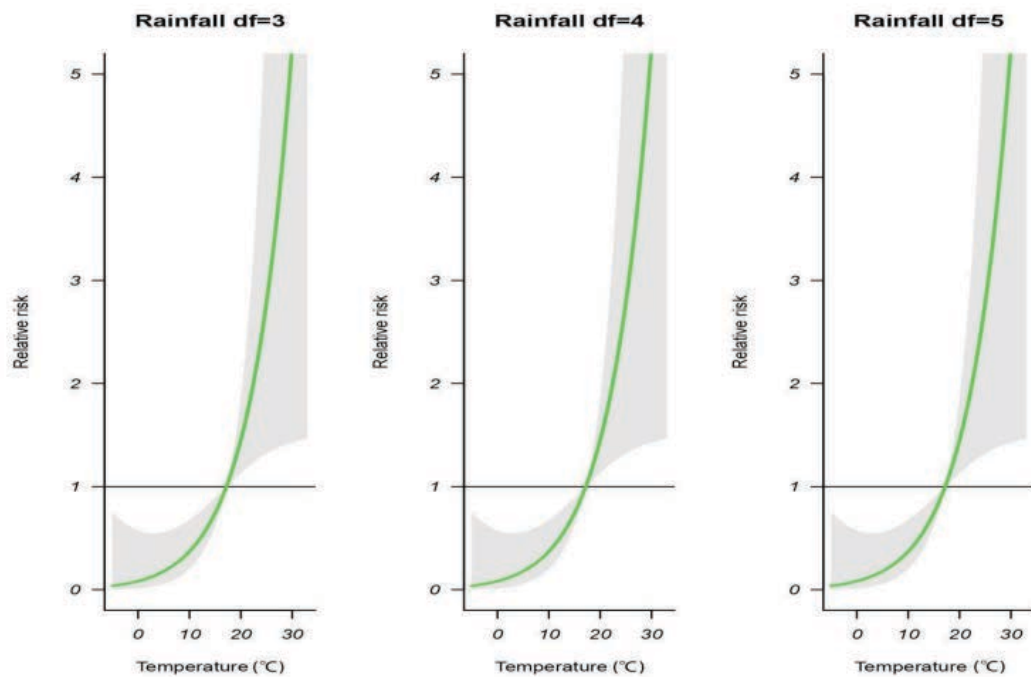 Rainfall df=3
5
4
3
2
1
0
Relative risk
0 10 20 30
Temperature (°C)
Rainfall df=4
5
4
3
2
1
0
Relative risk
0 10 20 30
Temperature (°C)
Rainfall df=5
5
4
3
2
1
0
Relative risk
0 10 20 30
Temperature (°C)